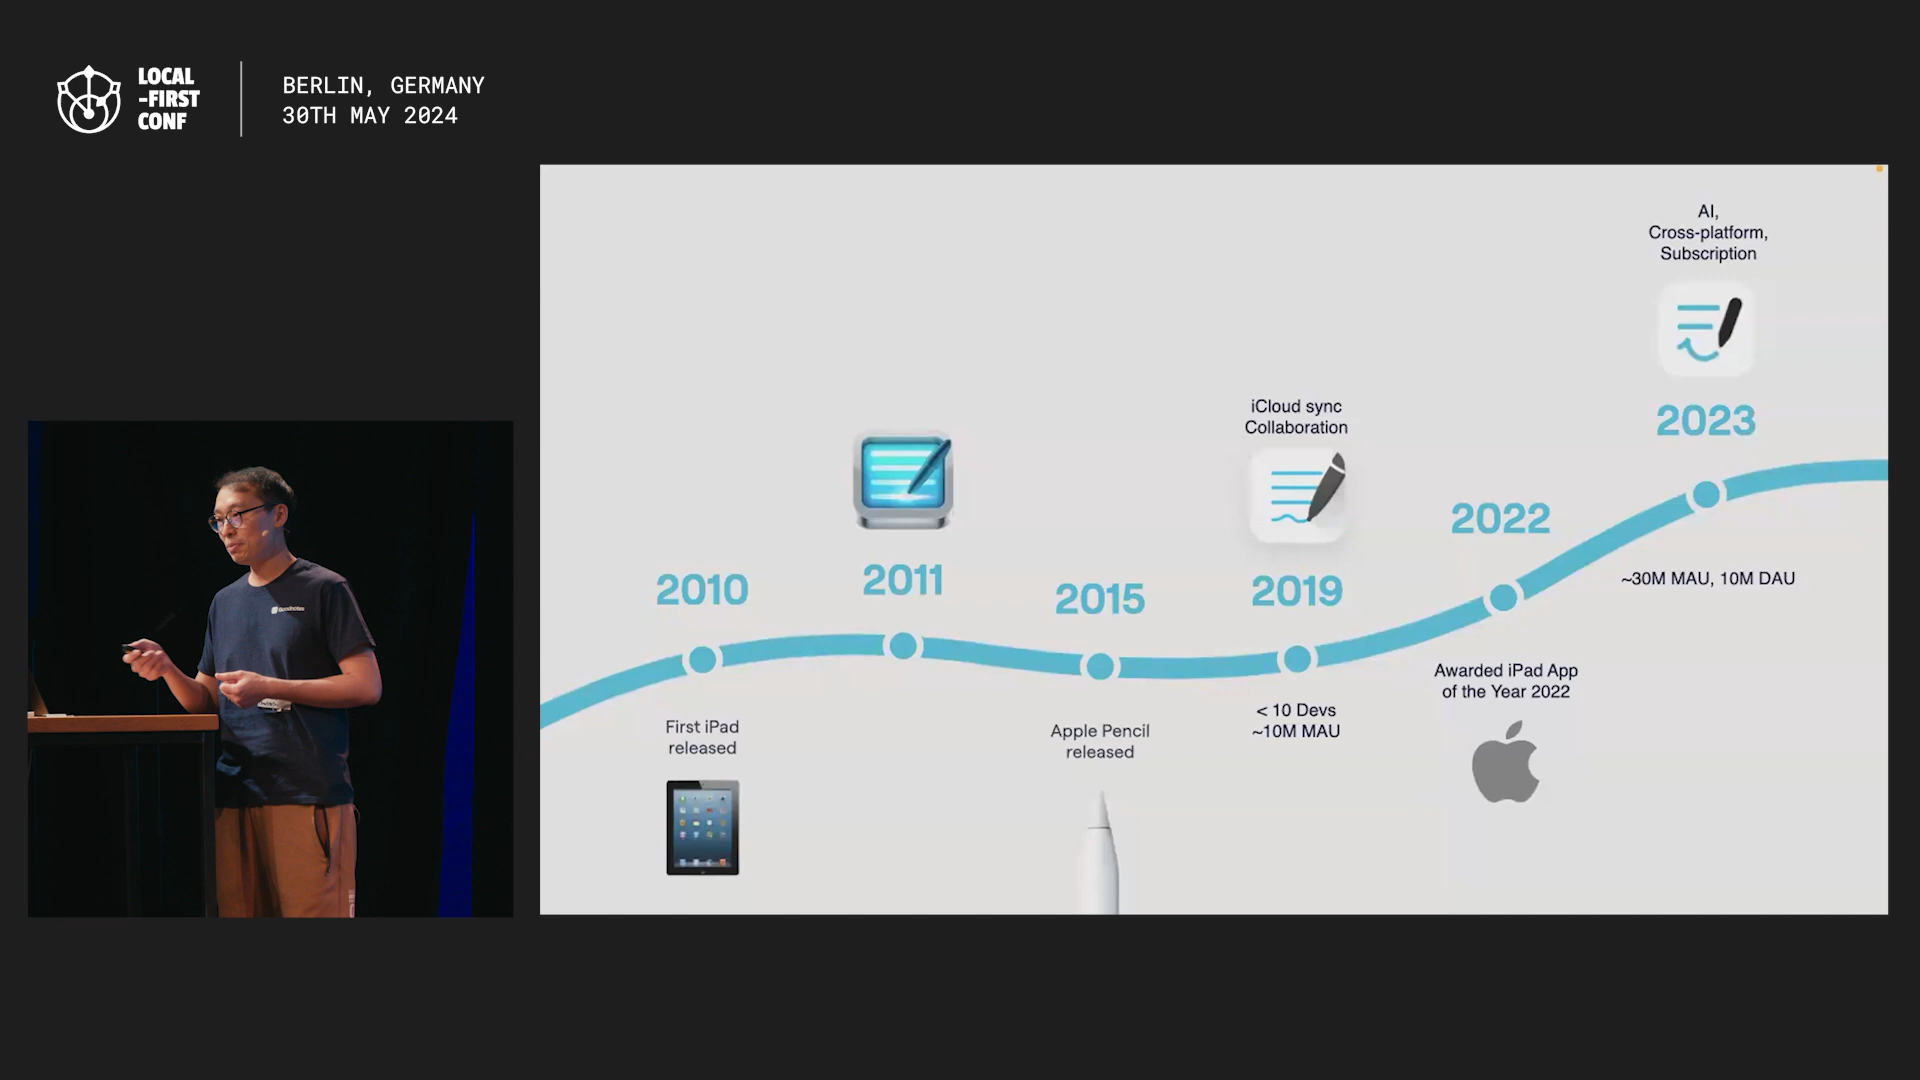 LOCAL
-FIRST
CONF
BERLIN, GERMANY
30TH MAY 2024
AI,
Cross-platform,
Subscription
2023
~30M MAU, 10M DAU
iCloud sync
Collaboration
2019
< 10 Devs
~10M MAU
2022
Awarded iPad App
of the Year 2022
2010
First iPad
released
2011
2015
Apple Pencil
released
Goodnotes